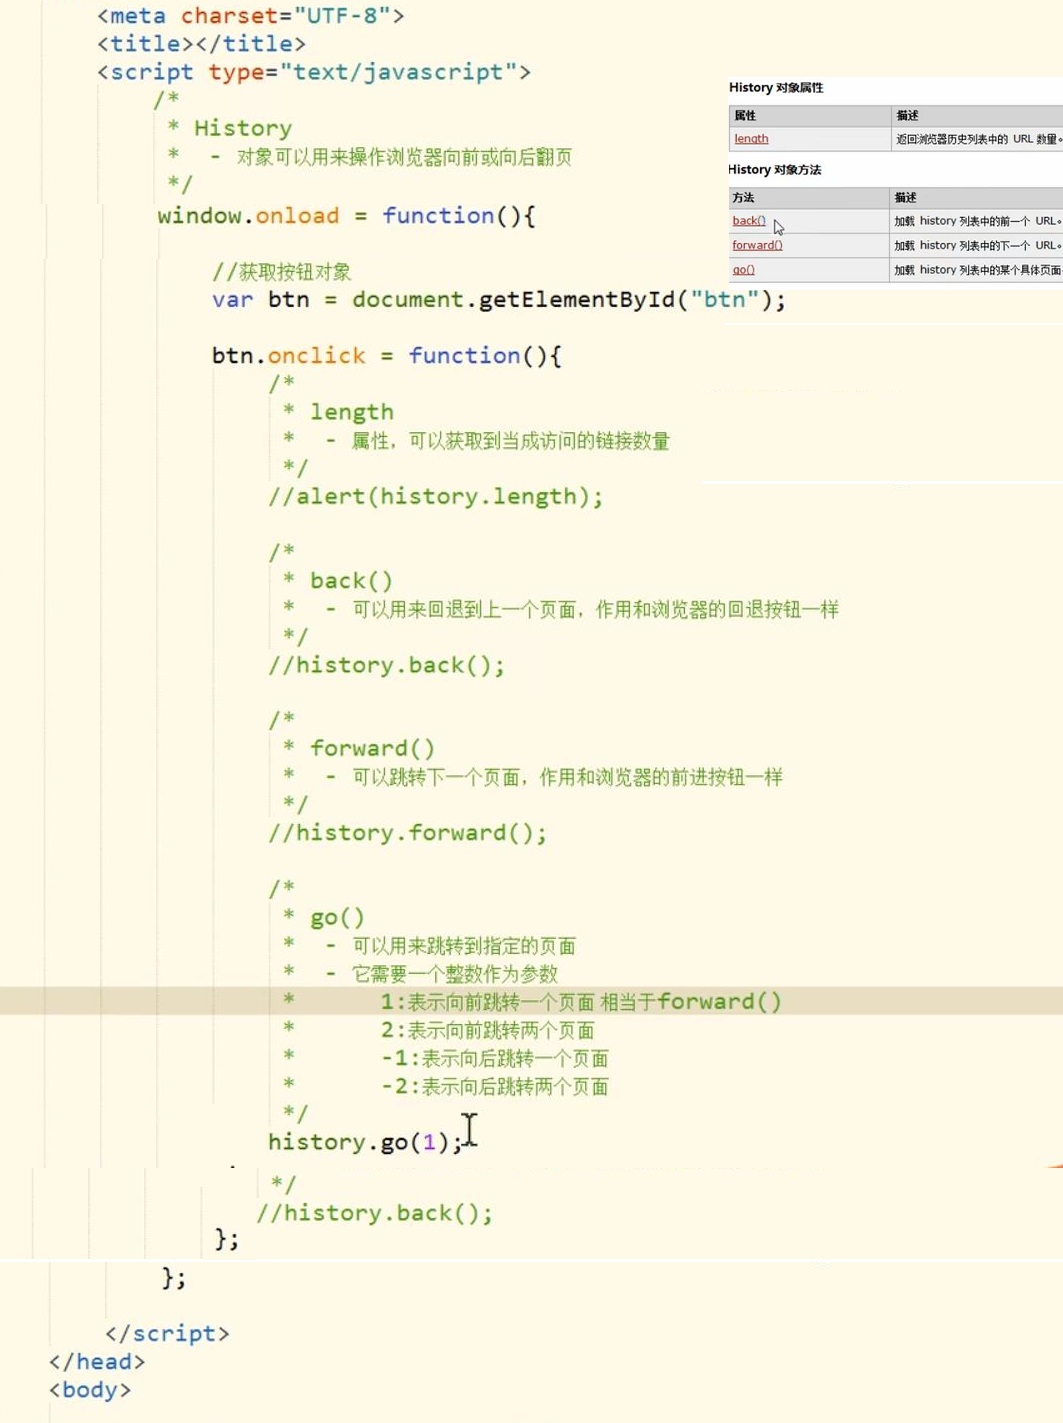 <meta charset="UTF-8">
<title></title>
<script type="text/javascript">
/*
* History
* - 对象可以用来操作浏览器向前或向后翻页
*/
window.onload = function(){
//获取按钮对象
var btn = document.getElementById("btn");
btn.onclick = function(){
/*
* length
* - 属性，可以获取到当成访问的链接数量
*/
//alert(history.length);
/*
* back()
* - 可以用来回退到上一个页面，作用和浏览器的回退按钮一样
*/
//history.back();
/*
* forward()
* - 可以跳转下一个页面，作用和浏览器的前进按钮一样
*/
//history.forward();
/*
* go()
* - 可以用来跳转到指定的页面
* - 它需要一个整数作为参数
* 1:表示向前跳转一个页面 相当于forward()
* 2:表示向前跳转两个页面
* -1:表示向后跳转一个页面
* -2:表示向后跳转两个页面
*/
history.go(1);
*/
//history.back();
};
};
</script>
</head>
<body>
History 对象属性
属性 描述
length 返回浏览器历史列表中的 URL 数量。
History 对象方法
方法 描述
back() 加载 history 列表中的前一个 URL。
forward() 加载 history 列表中的下一个 URL。
go() 加载 history 列表中的某个具体页面